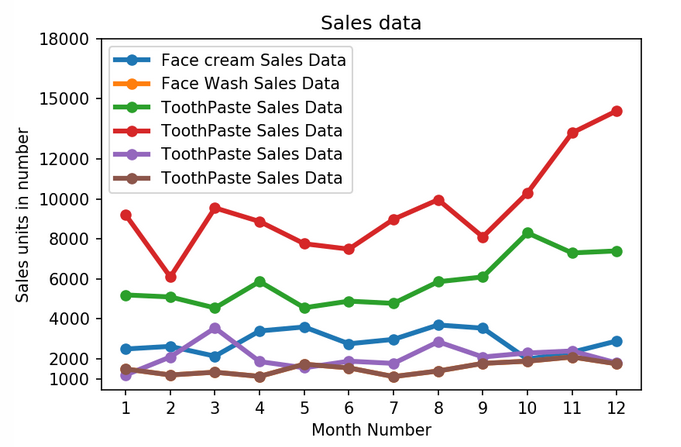 Sales data
18000
15000
12000
10000
8000
6000
4000
2000
1000
Sales units in number
Face cream Sales Data
Face Wash Sales Data
ToothPaste Sales Data
ToothPaste Sales Data
ToothPaste Sales Data
ToothPaste Sales Data
1 2 3 4 5 6 7 8 9 10 11 12
Month Number